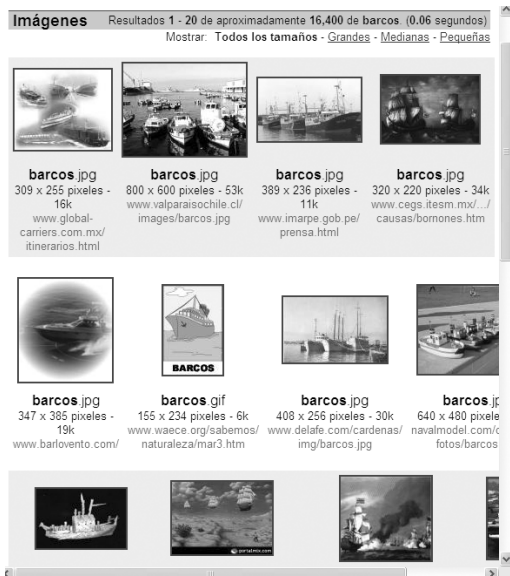 Imágenes Resultados 1 - 20 de aproximadamente 16,400 de barcos. (0.06 segundos)
Mostrar: Todos los tamaños - Grandes - Medianas - Pequeñas
barcos.jpg
309 x 255 pixeles -
16k
www.global-
carriers.com.mx/
itinerarios.html
barcos.jpg
800 x 600 pixeles - 53k
www.valparaisochile.cl/
images/barcos.jpg
barcos.jpg
389 x 236 pixeles -
11k
www.imarpe.gob.pe/
prensa.html
barcos.jpg
320 x 220 pixeles - 34k
www.cegs.itesm.mx/.../
causas/bornones.htm
BARCOS
barcos.jpg
347 x 385 pixeles -
19k
www.barlovento.com/
barcos.gif
155 x 234 pixeles - 6k
www.waece.org/sabemos/
naturaleza/mar3.htm
barcos.jpg
408 x 256 pixeles - 30k
www.delafe.com/cardenas/
img/barcos.jpg
barcos.jp
640 x 480 pixele
navalmodel.com/
fotos/barcos
portalmix.com